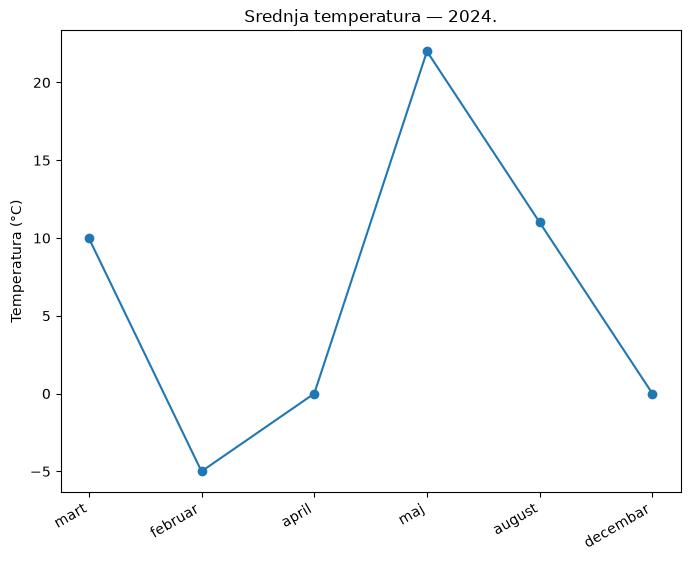 Srednja temperatura — 2024.
Temperatura (°C)
20
15
10
5
0
−5
mart
februar
april
maj
august
decembar